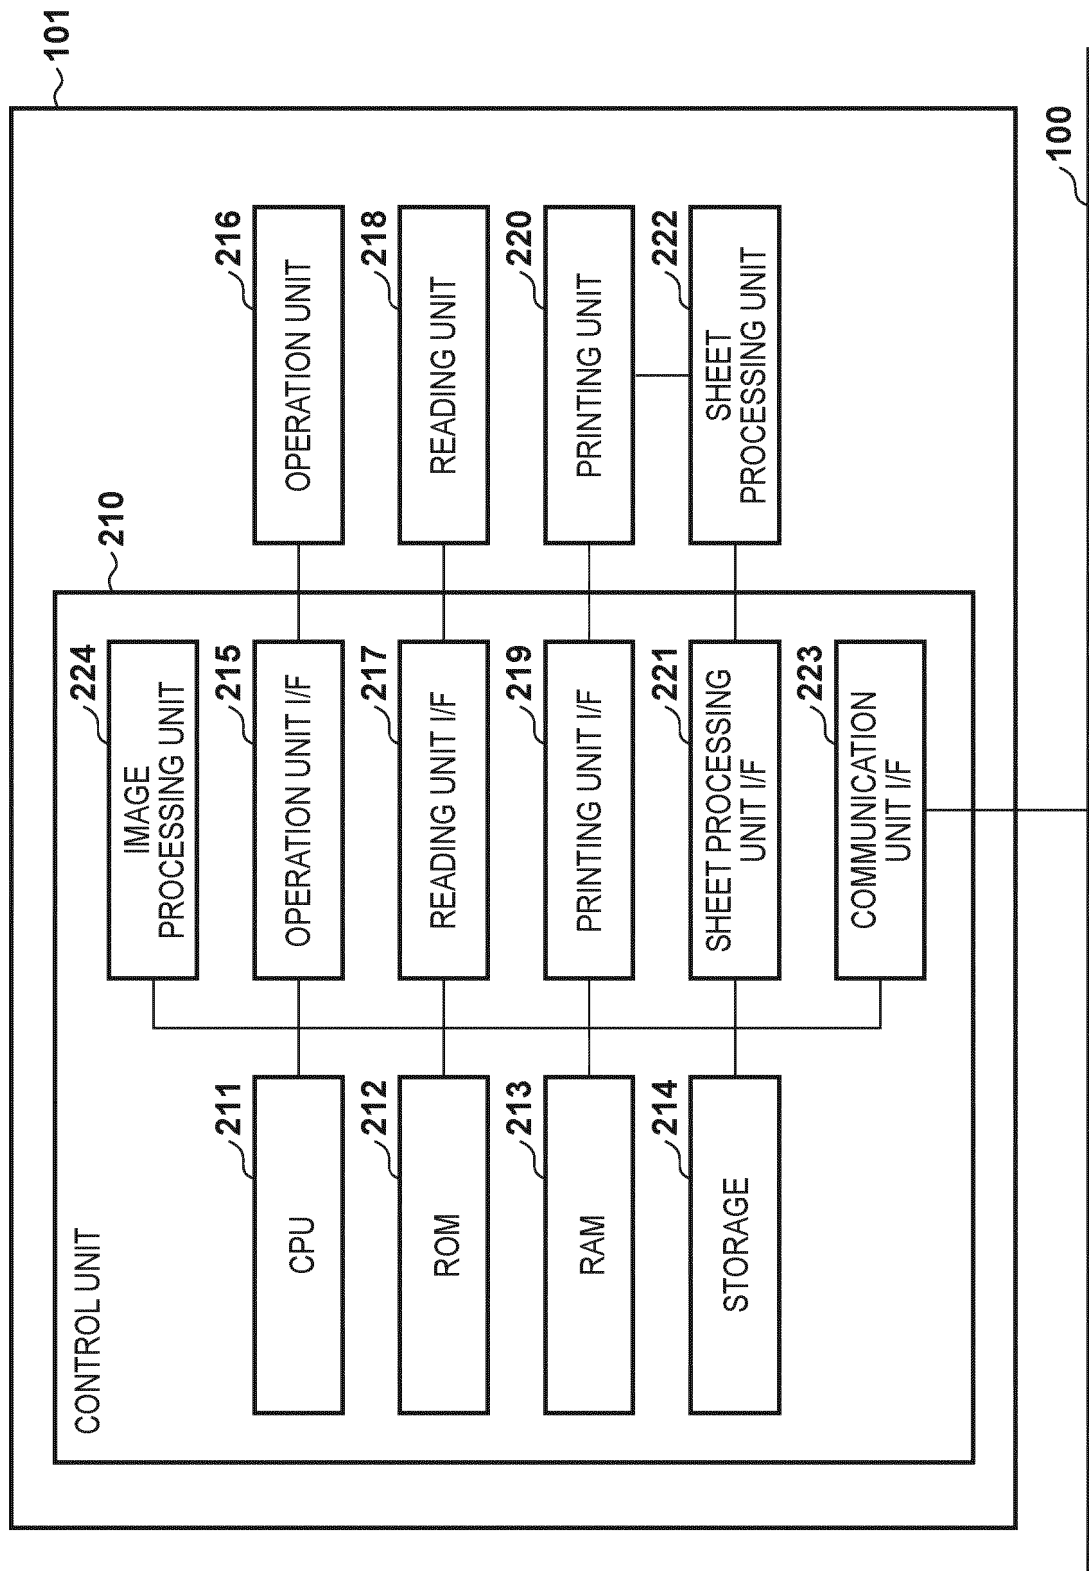 101
CONTROL UNIT
210
224
IMAGE
PROCESSING UNIT
211
CPU
215
OPERATION UNIT I/F
216
OPERATION UNIT
212
ROM
217
READING UNIT I/F
218
READING UNIT
213
RAM
219
PRINTING UNIT I/F
220
PRINTING UNIT
214
STORAGE
221
SHEET PROCESSING
UNIT I/F
222
SHEET
PROCESSING UNIT
223
COMMUNICATION
UNIT I/F
100